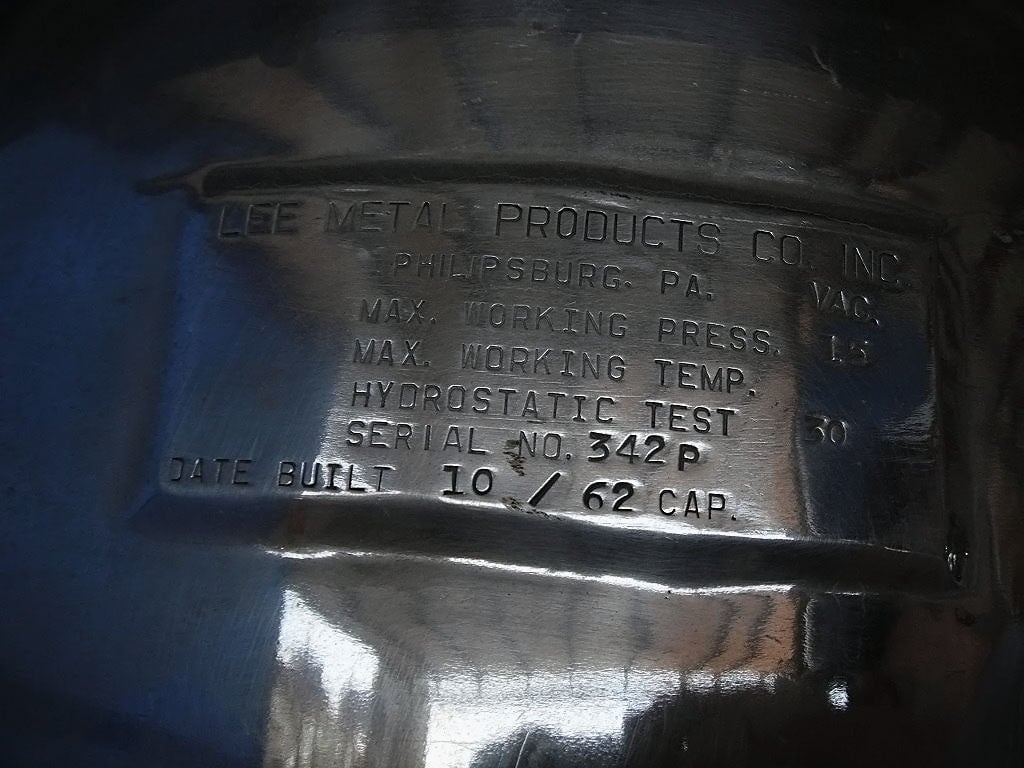 LEE METAL PRODUCTS CO. INC.
PHILIPSBURG. PA. VAC.
MAX. WORKING PRESS. 15
MAX. WORKING TEMP.
HYDROSTATIC TEST 30
SERIAL NO. 342P
DATE BUILT 10 / 62 CAP.